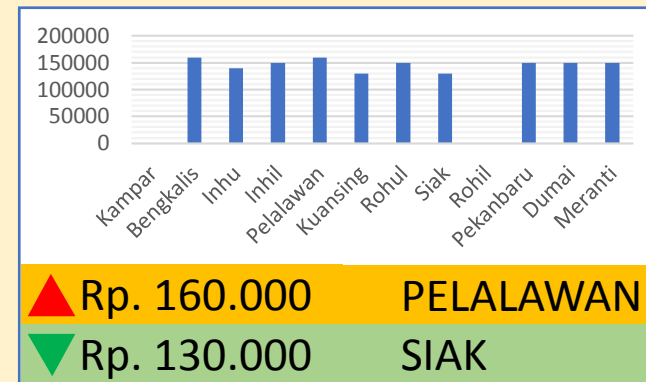 200000
150000
100000
50000
0
Kampar
Bengkalis
Inhu
Inhil
Pelalawan
Kuansing
Rohul
Siak
Rohil
Pekanbaru
Dumai
Meranti
Rp. 160.000 PELALAWAN
Rp. 130.000 SIAK